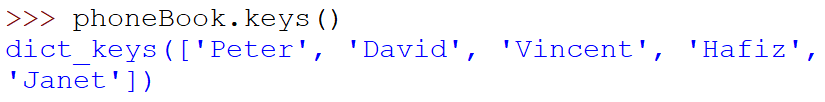 >>> phoneBook.keys()
dict_keys(['Peter', 'David', 'Vincent', 'Hafiz',
'Janet'])